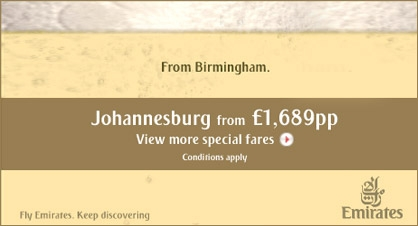 From Birmingham.
Johannesburg from £1,689pp
View more special fares
Conditions apply
Fly Emirates. Keep discovering
Emirates